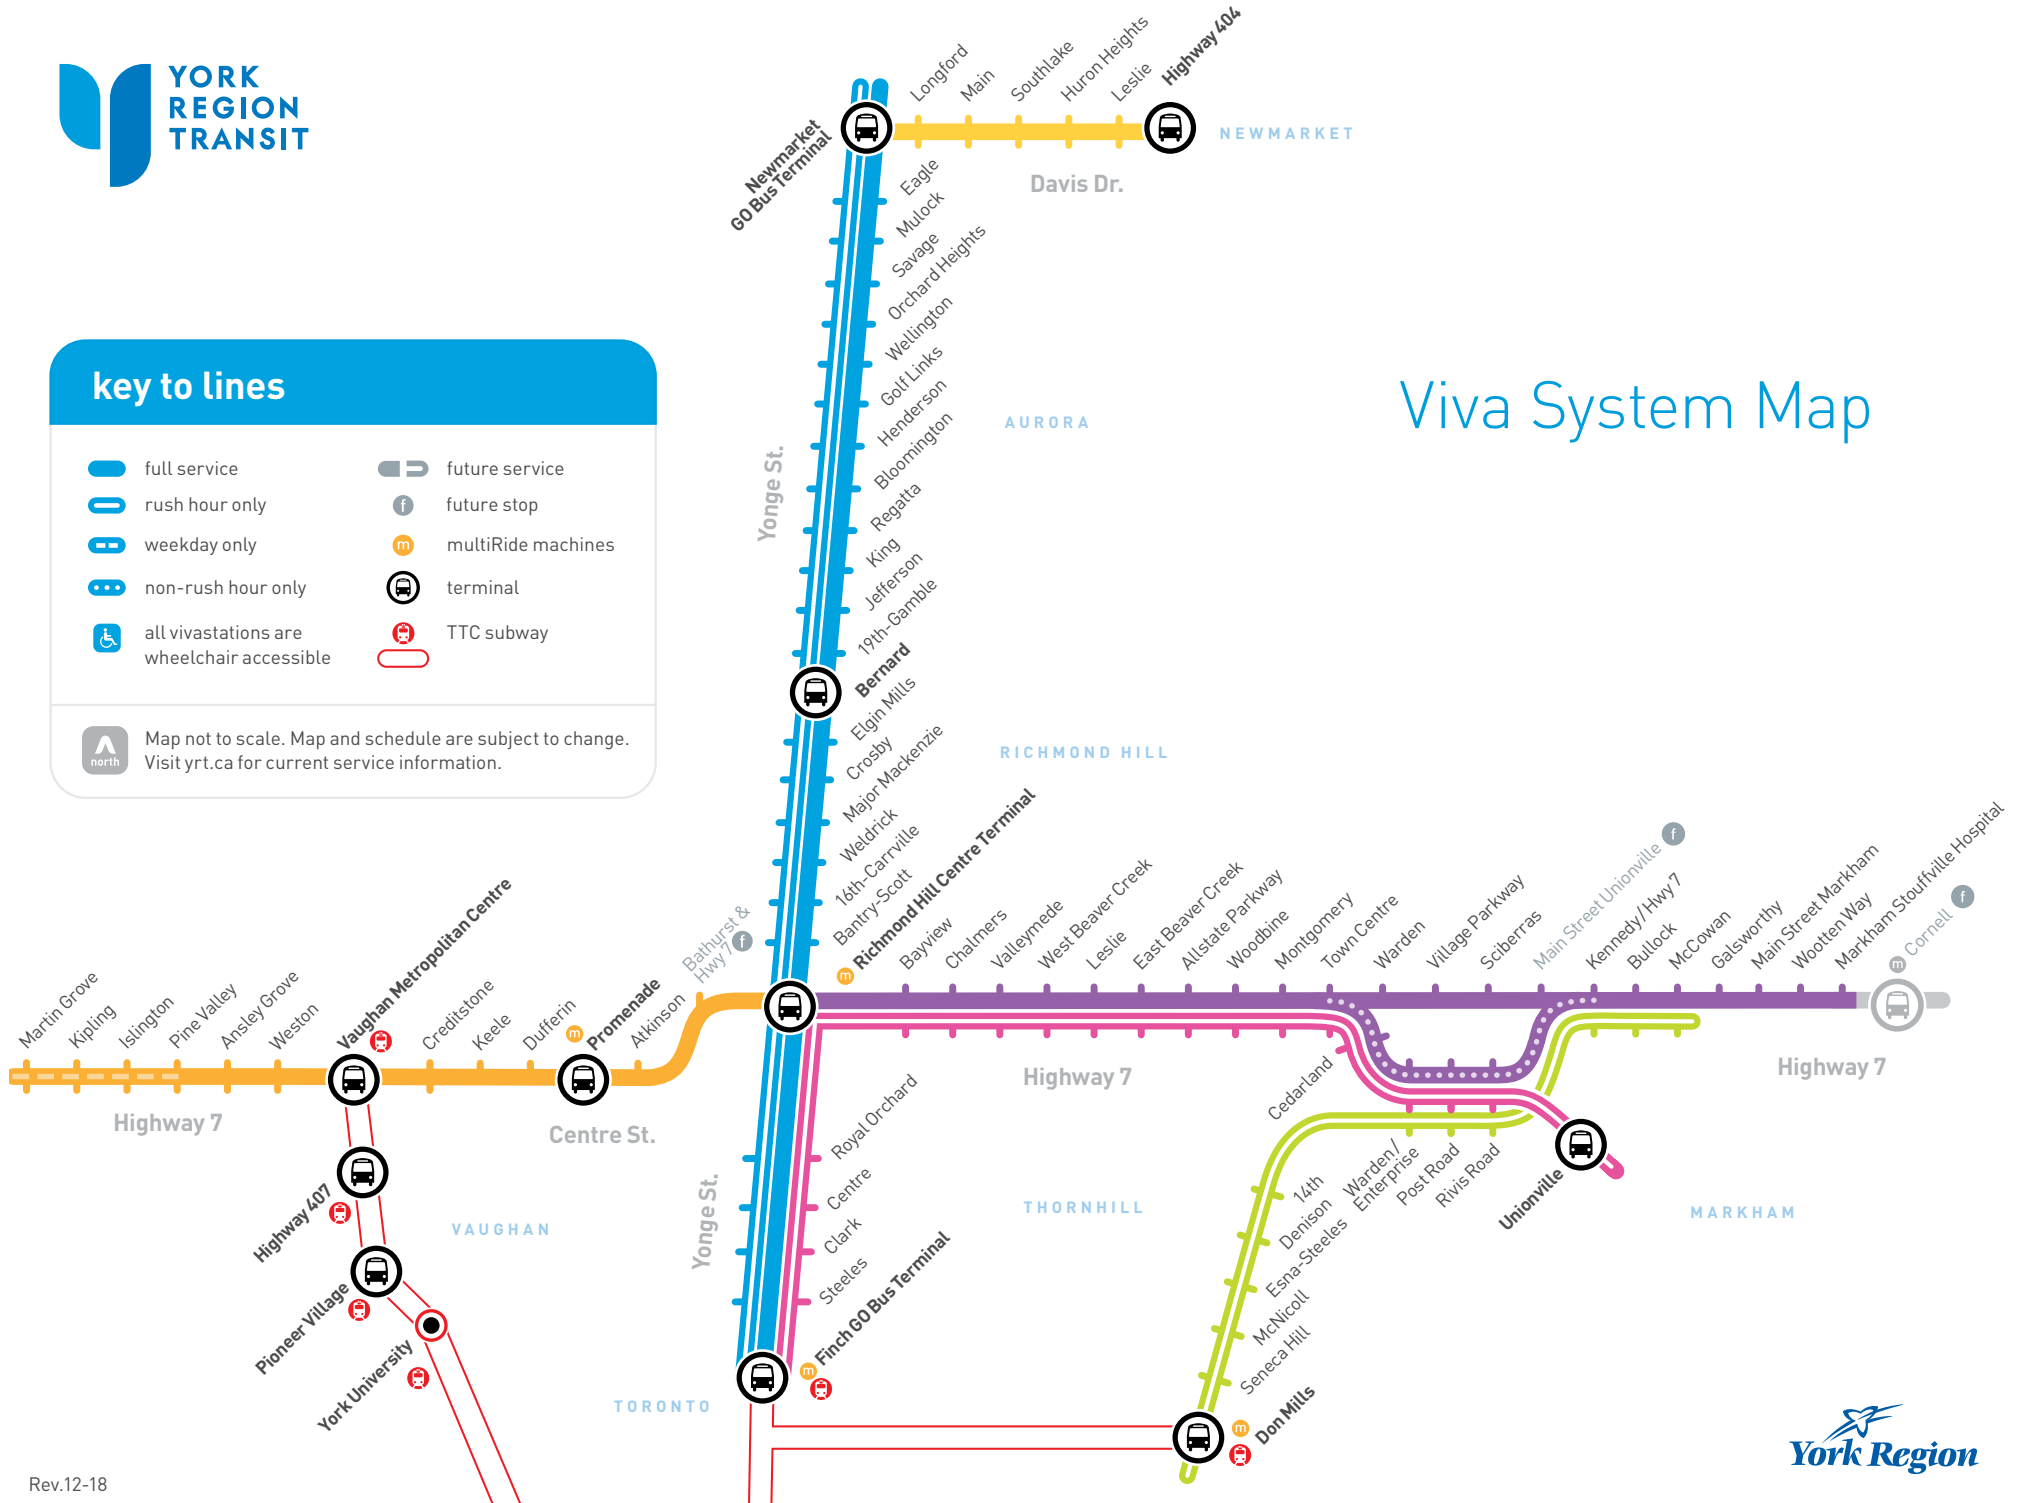 YORK
REGION
TRANSIT
Viva System Map
key to lines
full service
rush hour only
weekday only
non-rush hour only
all vivastations are
wheelchair accessible
future service
f
future stop
m
multiRide machines
terminal
TTC subway
north
Map not to scale. Map and schedule are subject to change.
Visit yrt.ca for current service information.
Newmarket
GO Bus Terminal
Longford
Main
Southlake
Huron Heights
Leslie
Highway 404
NEWMARKET
Davis Dr.
Eagle
Mulock
Savage
Orchard Heights
Wellington
Golf Links
Henderson
Bloomington
Regatta
King
Jefferson
19th-Gamble
Bernard
Elgin Mills
Crosby
Major Mackenzie
Weldrick
16th-Carrville
Bantry-Scott
m
Richmond Hill Centre Terminal
Yonge St.
AURORA
RICHMOND HILL
Martin Grove
Kipling
Islington
Pine Valley
Ansley Grove
Weston
Vaughan Metropolitan Centre
Creditstone
Keele
Dufferin
m
Promenade
Atkinson
Bathurst &
Hwy 7
f
Highway 7
Centre St.
Bayview
Chalmers
Valleymede
West Beaver Creek
Leslie
East Beaver Creek
Allstate Parkway
Woodbine
Montgomery
Town Centre
Warden
Village Parkway
Sciberras
Main Street Unionville
f
Kennedy/Hwy 7
Bullock
McCowan
Galsworthy
Main Street Markham
Wootten Way
Markham Stouffville Hospital
m
Cornell
f
Highway 7
Highway 7
Cedarland
Warden/
Enterprise
Post Road
Rivis Road
Unionville
MARKHAM
Royal Orchard
Centre
Clark
Steeles
m
Finch GO Bus Terminal
Yonge St.
THORNHILL
VAUGHAN
TORONTO
Highway 407
Pioneer Village
York University
14th
Denison
Esna-Steeles
McNicoll
Seneca Hill
m
Don Mills
York Region
Rev.12-18